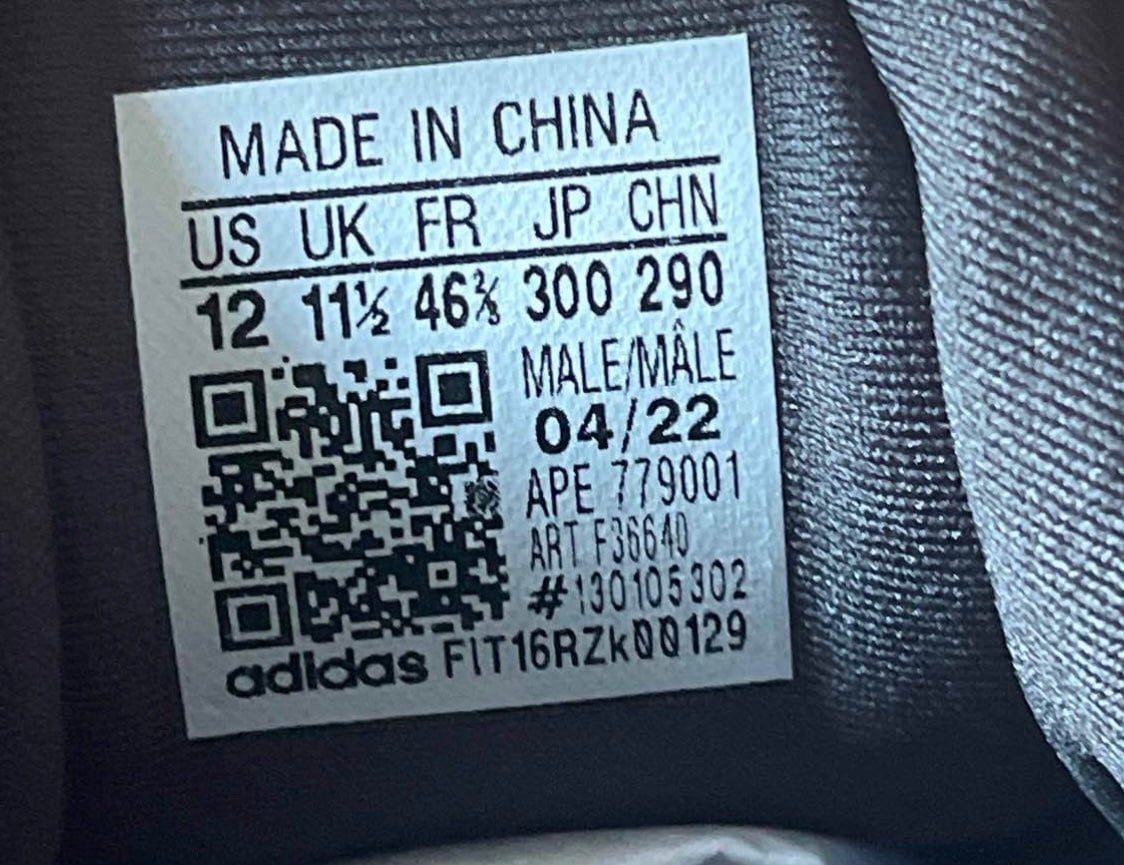 MADE IN CHINA
US UK FR JP CHN
12 11½ 46⅔ 300 290
MALE/MÂLE
04/22
APE 779001
ART F36640
#130105302
adidas FIT16RZk00129